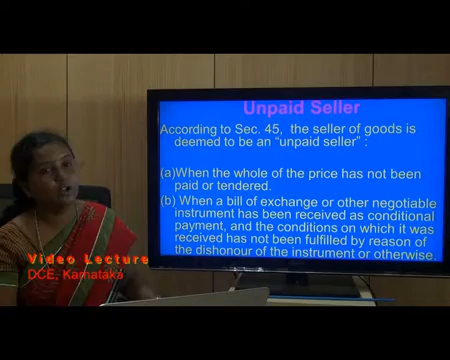 Unpaid Seller
According to Sec. 45, the seller of goods is
deemed to be an “unpaid seller” :
(a)When the whole of the price has not been
paid or tendered.
(b) When a bill of exchange or other negotiable
instrument has been received as conditional
payment, and the conditions on which it was
received has not been fulfilled by reason of
the dishonour of the instrument or otherwise.
Video Lecture
DCE, Karnataka